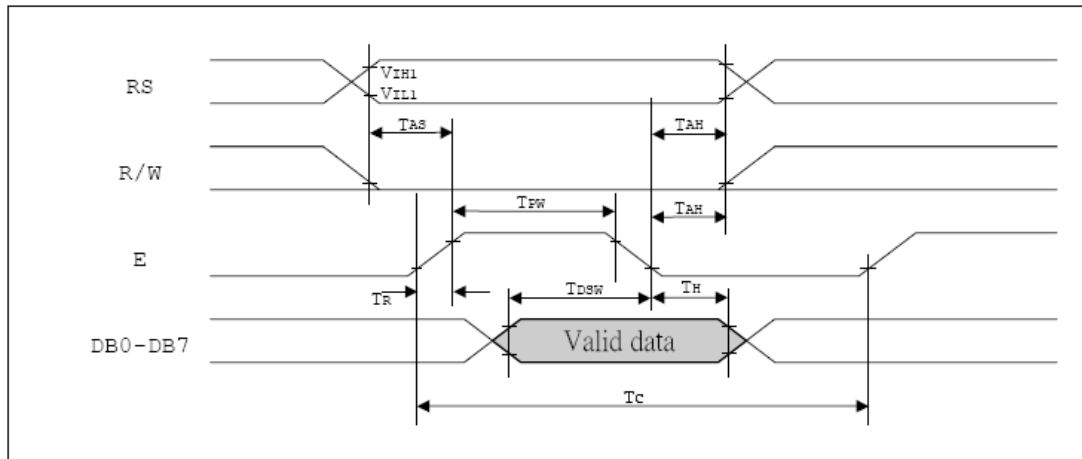 RS
VIH1
VIL1
TAS
TAH
R/W
TPW
TAH
E
TR
TDSW
TH
DB0-DB7
Valid data
TC